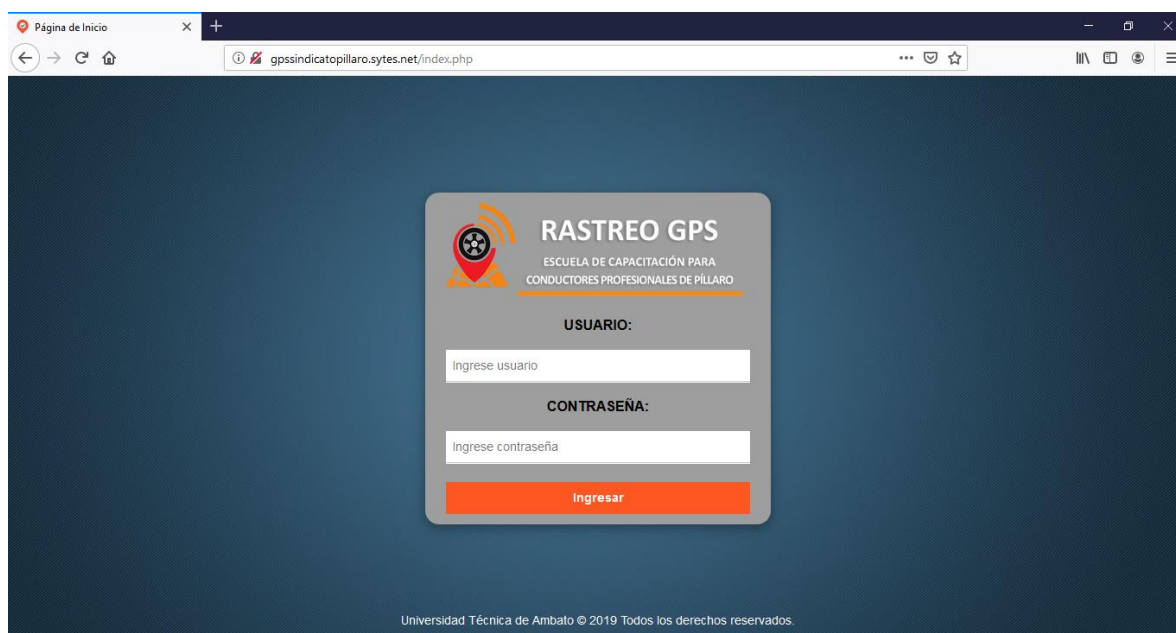 Página de Inicio
gpssindicatopillaro.sytes.net/index.php
RASTREO GPS
ESCUELA DE CAPACITACIÓN PARA
CONDUCTORES PROFESIONALES DE PÍLLARO
USUARIO:
Ingrese usuario
CONTRASEÑA:
Ingrese contraseña
Ingresar
Universidad Técnica de Ambato © 2019 Todos los derechos reservados.